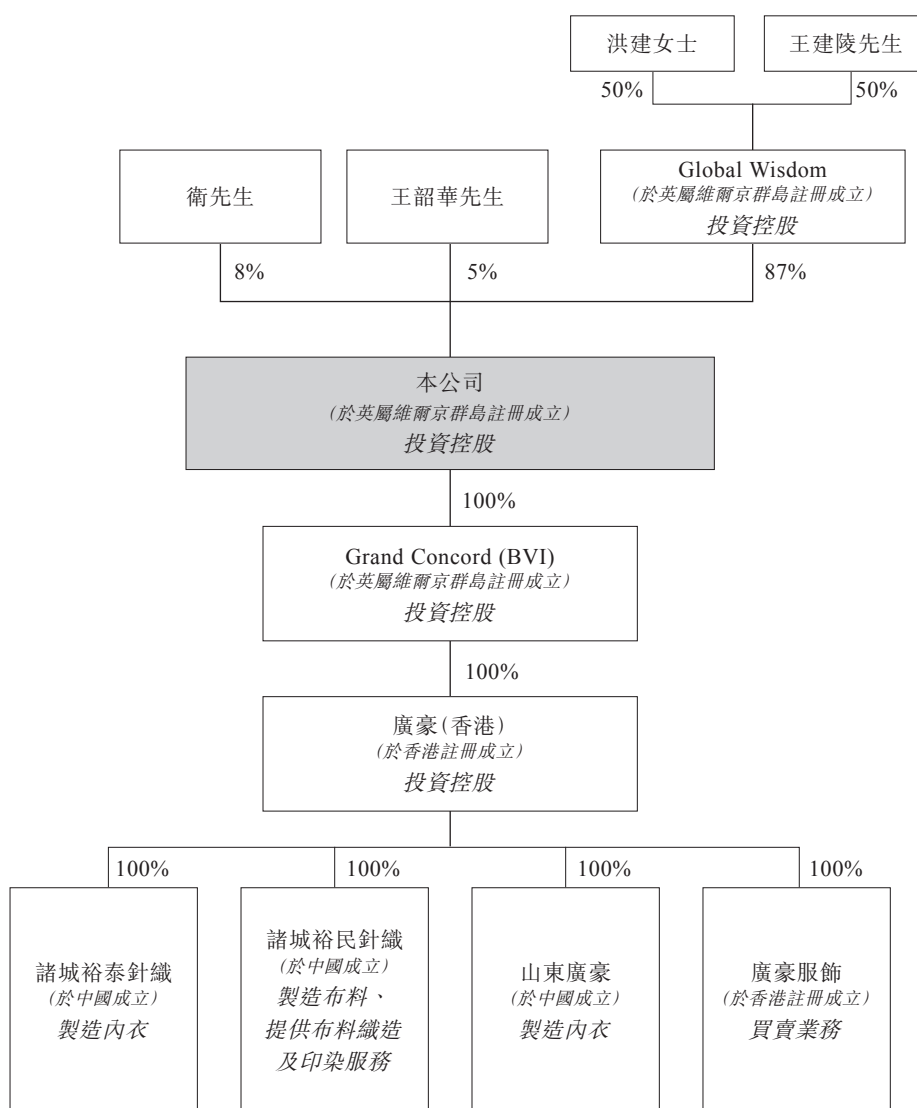 洪建女士
王建陵先生
50%
50%
衛先生
王韶華先生
Global Wisdom
(於英屬維爾京群島註冊成立)
投資控股
8%
5%
87%
本公司
(於英屬維爾京群島註冊成立)
投資控股
100%
Grand Concord (BVI)
(於英屬維爾京群島註冊成立)
投資控股
100%
廣豪(香港)
(於香港註冊成立)
投資控股
100%
100%
100%
100%
諸城裕泰針織
(於中國成立)
製造內衣
諸城裕民針織
(於中國成立)
製造布料、
提供布料織造
及印染服務
山東廣豪
(於中國成立)
製造內衣
廣豪服飾
(於香港註冊成立)
買賣業務